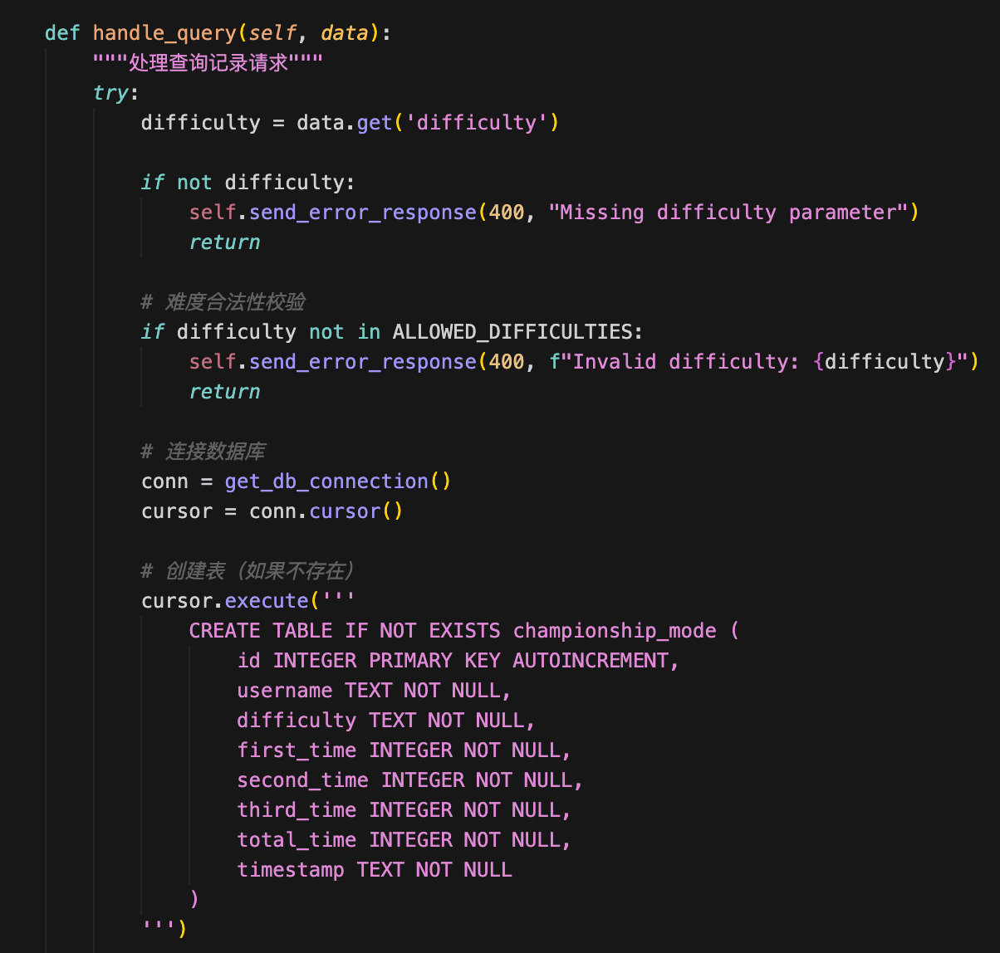 def handle_query(self, data):
    """处理查询记录请求"""
    try:
        difficulty = data.get('difficulty')
        if not difficulty:
            self.send_error_response(400, "Missing difficulty parameter")
            return
        # 难度合法性校验
        if difficulty not in ALLOWED_DIFFICULTIES:
            self.send_error_response(400, f"Invalid difficulty: {difficulty}")
            return
        # 连接数据库
        conn = get_db_connection()
        cursor = conn.cursor()
        # 创建表（如果不存在）
        cursor.execute('''
            CREATE TABLE IF NOT EXISTS championship_mode (
                id INTEGER PRIMARY KEY AUTOINCREMENT,
                username TEXT NOT NULL,
                difficulty TEXT NOT NULL,
                first_time INTEGER NOT NULL,
                second_time INTEGER NOT NULL,
                third_time INTEGER NOT NULL,
                total_time INTEGER NOT NULL,
                timestamp TEXT NOT NULL
            )
        ''')